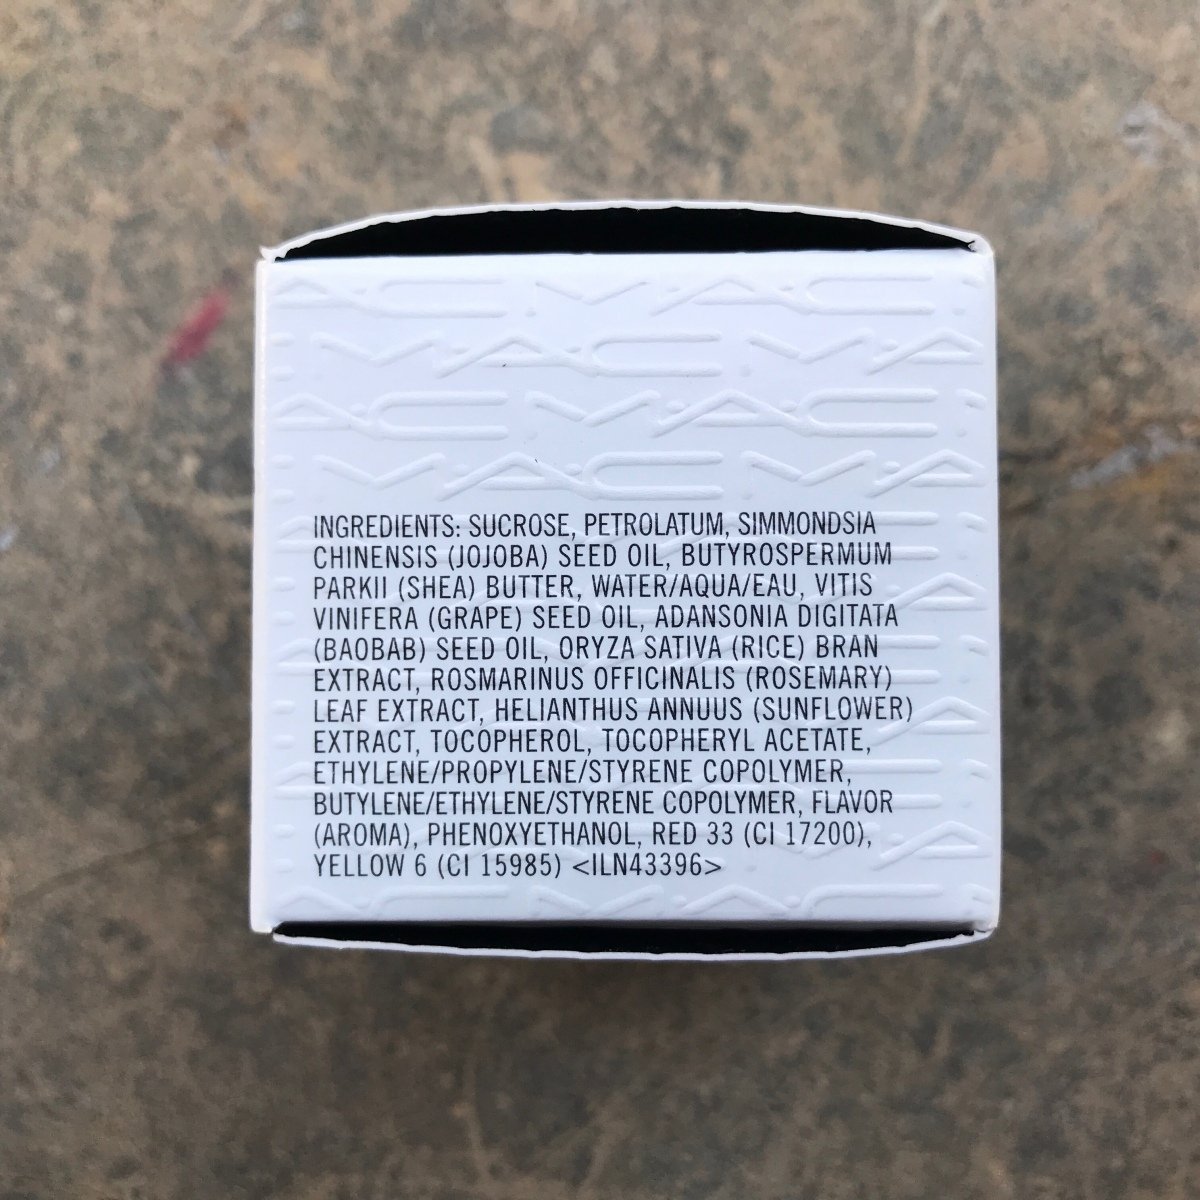 M·A·C M·A·C
M·A·C M·A
A·C M·A·C
M·A·C M·A
INGREDIENTS: SUCROSE, PETROLATUM, SIMMONDSIA
CHINENSIS (JOJOBA) SEED OIL, BUTYROSPERMUM
PARKII (SHEA) BUTTER, WATER/AQUA/EAU, VITIS
VINIFERA (GRAPE) SEED OIL, ADANSONIA DIGITATA
(BAOBAB) SEED OIL, ORYZA SATIVA (RICE) BRAN
EXTRACT, ROSMARINUS OFFICINALIS (ROSEMARY)
LEAF EXTRACT, HELIANTHUS ANNUUS (SUNFLOWER)
EXTRACT, TOCOPHEROL, TOCOPHERYL ACETATE,
ETHYLENE/PROPYLENE/STYRENE COPOLYMER,
BUTYLENE/ETHYLENE/STYRENE COPOLYMER, FLAVOR
(AROMA), PHENOXYETHANOL, RED 33 (CI 17200),
YELLOW 6 (CI 15985) <ILN43396>